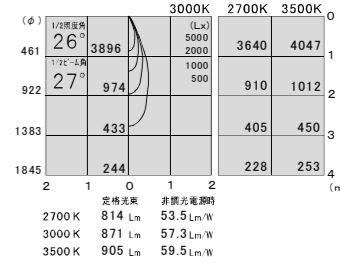 (φ) 3000K 2700K 3500K
1/2照度角 (Lx) 0
26° 5000
461 3896 2000 3640 4047 1
1/2ビーム角 1000
27° 500
922 974 910 1012 2
1383 433 405 450 3
1845 244 228 253 4
2 1 0 1 2 (m
定格光束 非調光電源時
2700K 814 Lm 53.5 Lm/W
3000K 871 Lm 57.3 Lm/W
3500K 905 Lm 59.5 Lm/W